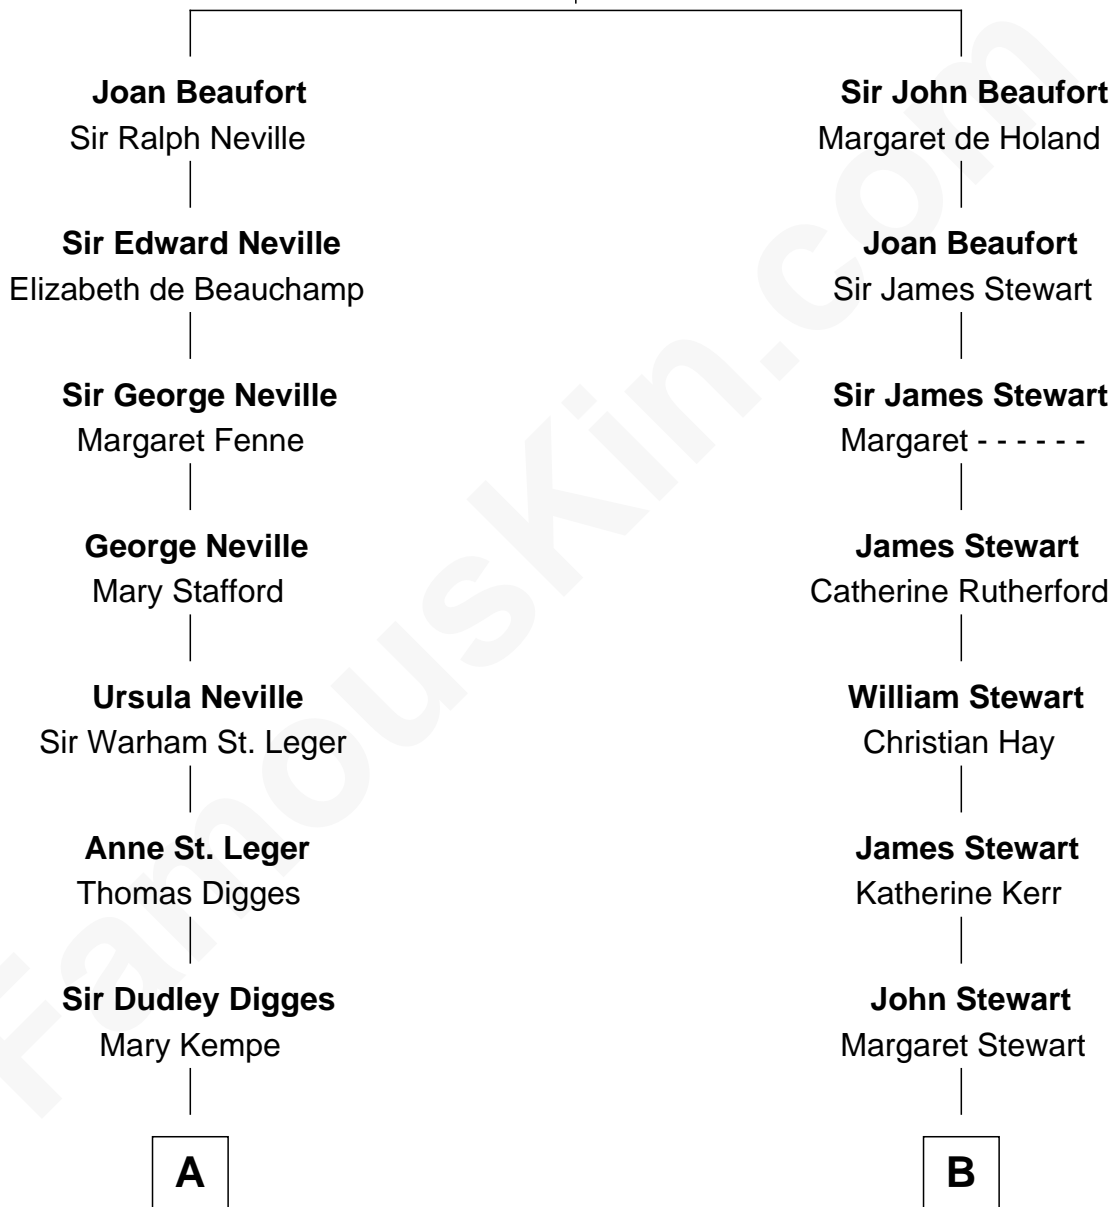 Joan Beaufort
Sir Ralph Neville
Sir Edward Neville
Elizabeth de Beauchamp
Sir George Neville
Margaret Fenne
George Neville
Mary Stafford
Ursula Neville
Sir Warham St. Leger
Anne St. Leger
Thomas Digges
Sir Dudley Digges
Mary Kempe
A
Sir John Beaufort
Margaret de Holand
Joan Beaufort
Sir James Stewart
Sir James Stewart
Margaret - - - - - -
James Stewart
Catherine Rutherford
William Stewart
Christian Hay
James Stewart
Katherine Kerr
John Stewart
Margaret Stewart
B
FamousKin.com